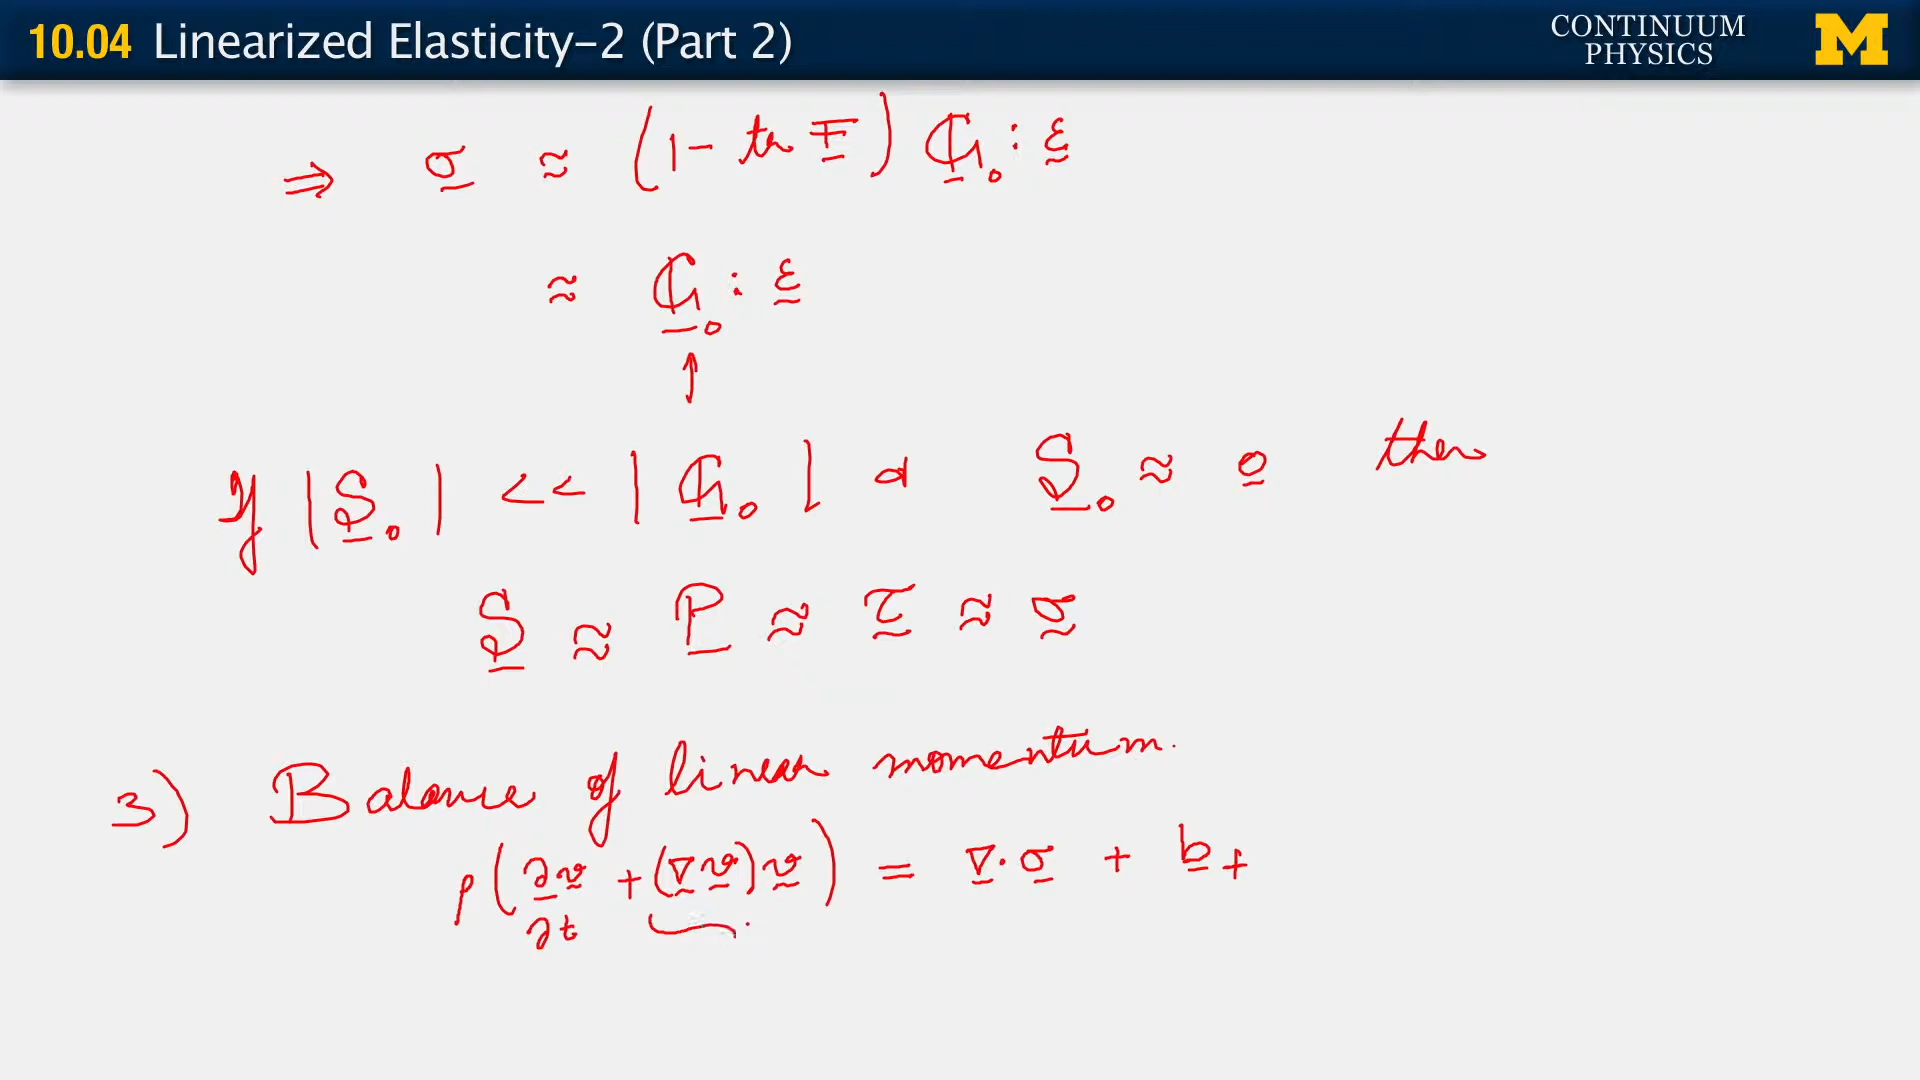 10.04 Linearized Elasticity-2 (Part 2)
CONTINUUM PHYSICS M
⇒ σ ≈ (1 - tr F) ℂ₀ : ε
≈ ℂ₀ : ε
↑
If |S₀| << |ℂ₀| & S₀ ≈ 0 then
S ≈ P ≈ τ ≈ σ
3) Balance of linear momentum.
ρ(∂v/∂t + (∇v)v) = ∇·σ + b +